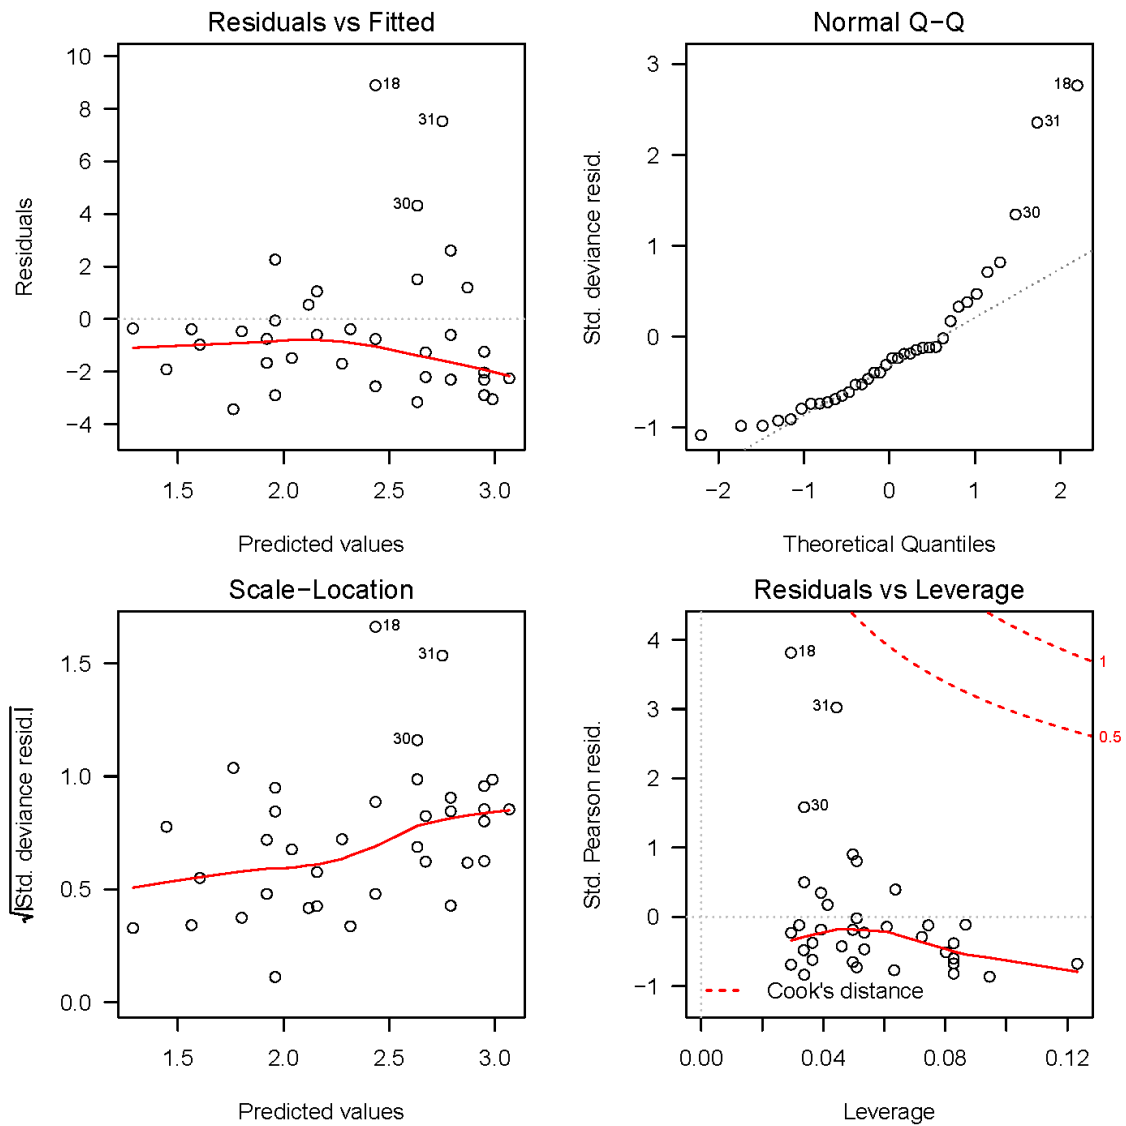 Residuals vs Fitted
Residuals
10
8
6
4
2
0
−2
−4
18
31
30
1.5 2.0 2.5 3.0
Predicted values
Normal Q−Q
Std. deviance resid.
3
2
1
0
−1
18
31
30
−2 −1 0 1 2
Theoretical Quantiles
Scale−Location
√|Std. deviance resid.|
1.5
1.0
0.5
0.0
18
31
30
1.5 2.0 2.5 3.0
Predicted values
Residuals vs Leverage
Std. Pearson resid.
4
3
2
1
0
−1
18
31
30
1
0.5
Cook's distance
0.00 0.04 0.08 0.12
Leverage